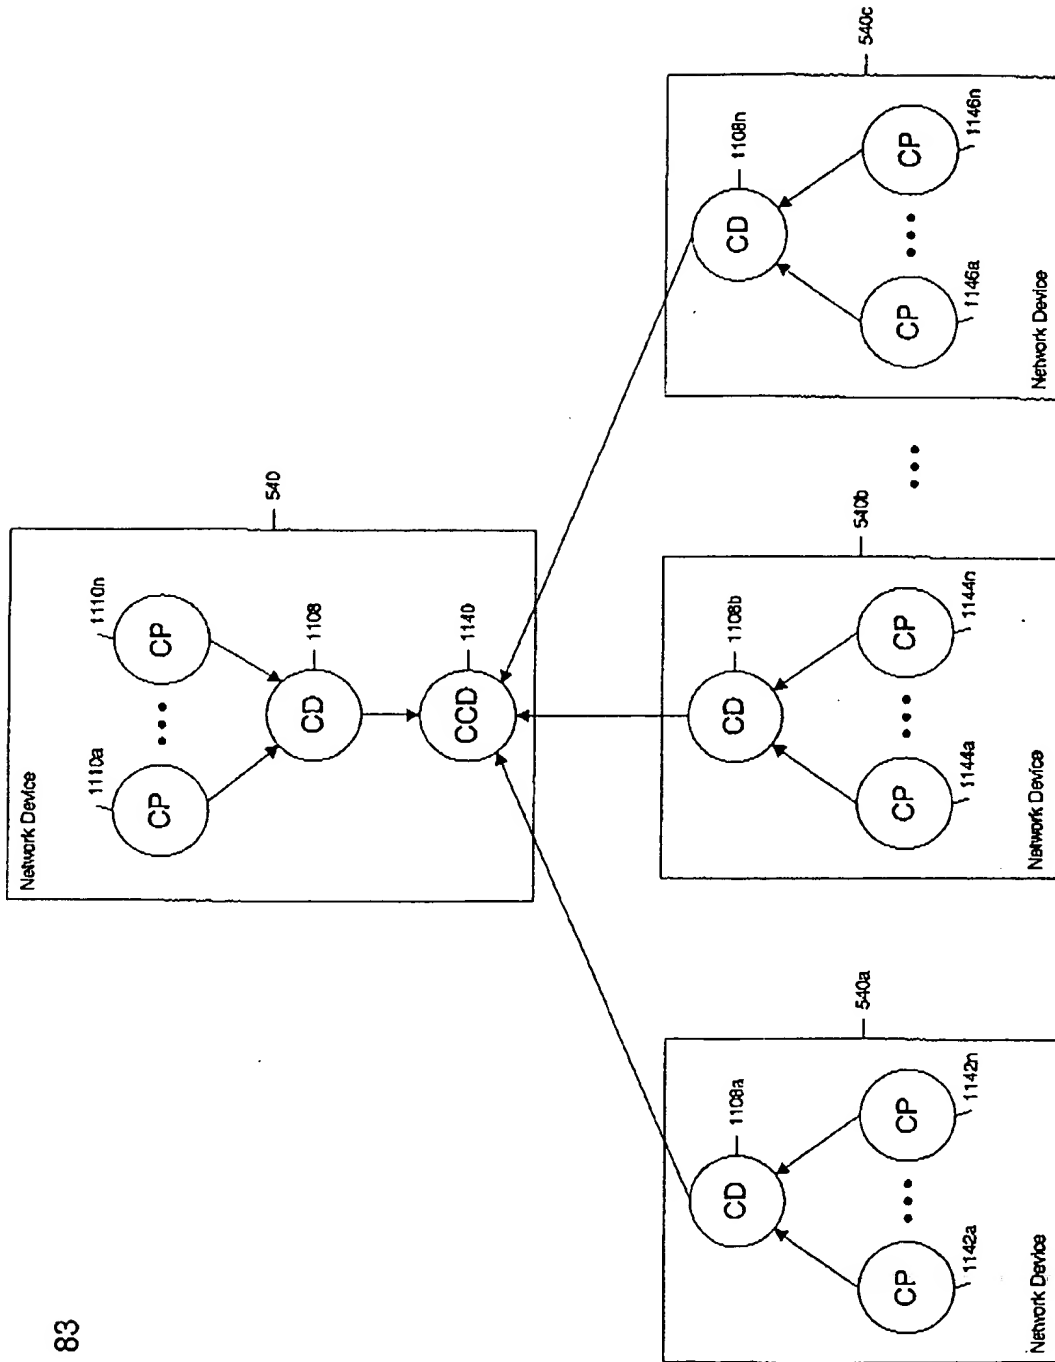 83
Network Device
1110a
1110n
CP
•••
CP
540
CD
1108
CCD
1140
540a
540b
540c
CD
1108a
CD
1108b
CD
1108n
CP
•••
CP
1142a
1142n
CP
•••
CP
1144a
1144n
•••
CP
•••
CP
1146a
1146n
Network Device
Network Device
Network Device